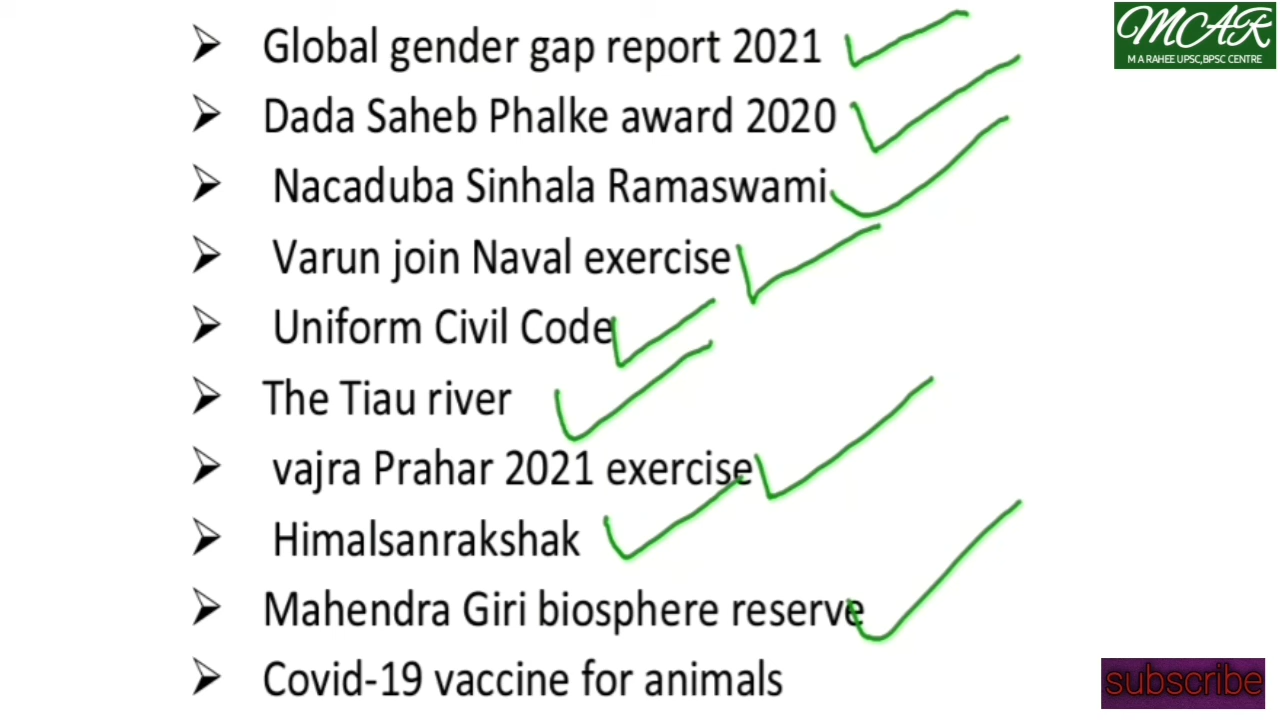 Global gender gap report 2021
Dada Saheb Phalke award 2020
Nacaduba Sinhala Ramaswami
Varun join Naval exercise
Uniform Civil Code
The Tiau river
vajra Prahar 2021 exercise
Himalsanrakshak
Mahendra Giri biosphere reserve
Covid-19 vaccine for animals
MCAR
M A RAHEE UPSC,BPSC CENTRE
subscribe